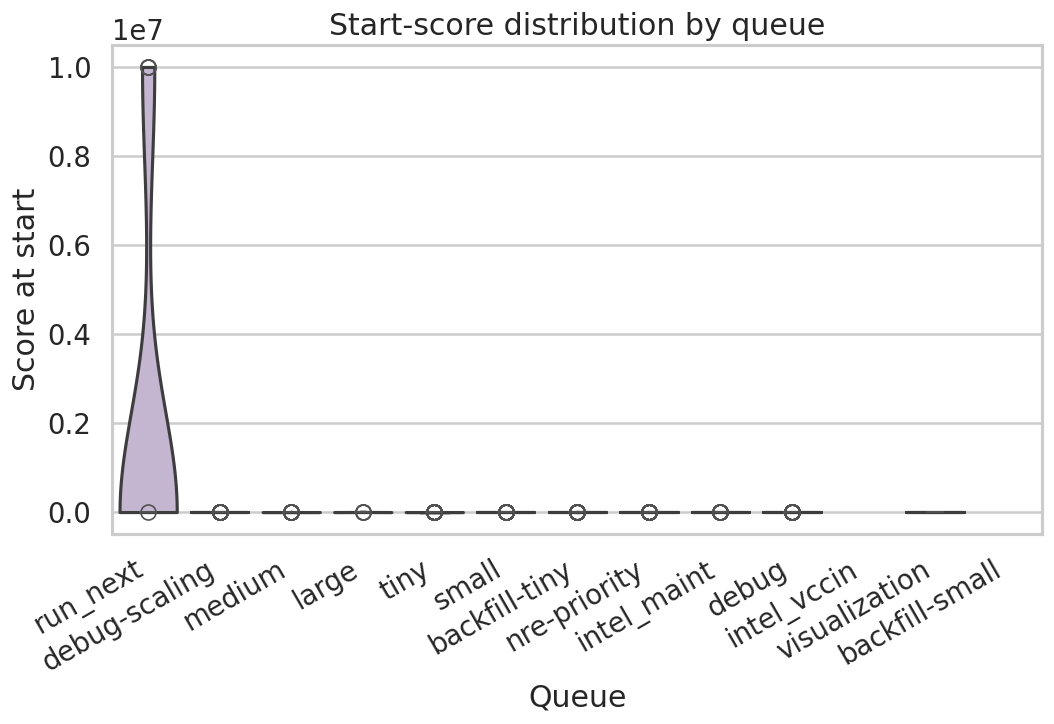 Start-score distribution by queue
1e7
1.0
0.8
0.6
0.4
0.2
0.0
Score at start
run_next
debug-scaling
medium
large
tiny
small
backfill-tiny
nre-priority
intel_maint
debug
intel_vccin
visualization
backfill-small
Queue